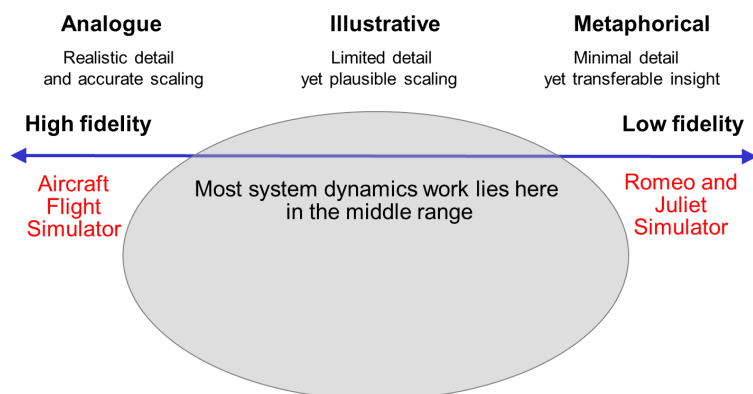 Analogue
Realistic detail
and accurate scaling
Illustrative
Limited detail
yet plausible scaling
Metaphorical
Minimal detail
yet transferable insight
High fidelity
Low fidelity
Aircraft
Flight
Simulator
Most system dynamics work lies here
in the middle range
Romeo and
Juliet
Simulator